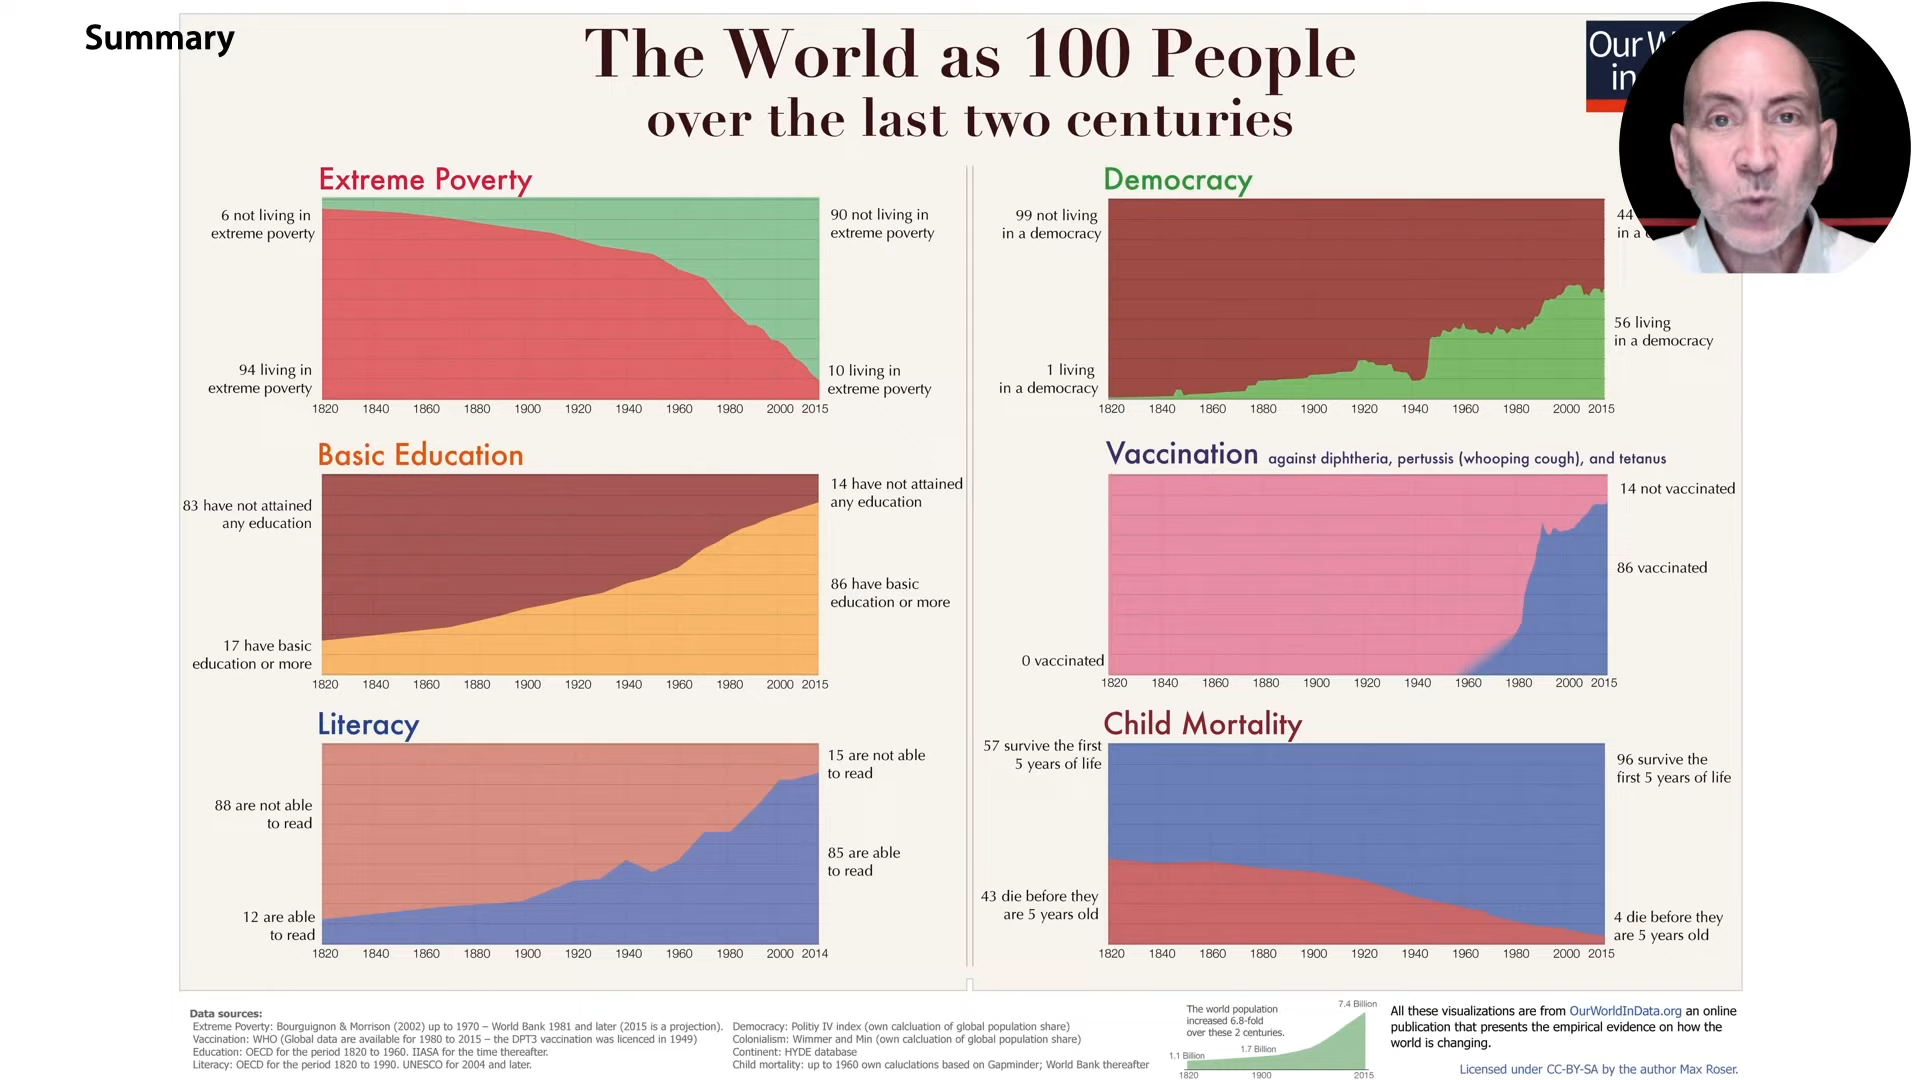 Summary
The World as 100 People
over the last two centuries
Our W
in
Extreme Poverty
6 not living in
extreme poverty
94 living in
extreme poverty
90 not living in
extreme poverty
10 living in
extreme poverty
1820 1840 1860 1880 1900 1920 1940 1960 1980 2000 2015
Democracy
99 not living
in a democracy
1 living
in a democracy
44
in a
56 living
in a democracy
1820 1840 1860 1880 1900 1920 1940 1960 1980 2000 2015
Basic Education
83 have not attained
any education
17 have basic
education or more
14 have not attained
any education
86 have basic
education or more
1820 1840 1860 1880 1900 1920 1940 1960 1980 2000 2015
Vaccination against diphtheria, pertussis (whooping cough), and tetanus
0 vaccinated
14 not vaccinated
86 vaccinated
1820 1840 1860 1880 1900 1920 1940 1960 1980 2000 2015
Literacy
88 are not able
to read
12 are able
to read
15 are not able
to read
85 are able
to read
1820 1840 1860 1880 1900 1920 1940 1960 1980 2000 2014
Child Mortality
57 survive the first
5 years of life
43 die before they
are 5 years old
96 survive the
first 5 years of life
4 die before they
are 5 years old
1820 1840 1860 1880 1900 1920 1940 1960 1980 2000 2015
Data sources:
Extreme Poverty: Bourguignon & Morrison (2002) up to 1970 – World Bank 1981 and later (2015 is a projection).
Vaccination: WHO (Global data are available for 1980 to 2015 – the DPT3 vaccination was licenced in 1949)
Education: OECD for the period 1820 to 1960. IIASA for the time thereafter.
Literacy: OECD for the period 1820 to 1990. UNESCO for 2004 and later.
Democracy: Politiy IV index (own calcluation of global population share)
Colonialism: Wimmer and Min (own calcluation of global population share)
Continent: HYDE database
Child mortality: up to 1960 own caluclations based on Gapminder; World Bank thereafter
The world population
increased 6.8-fold
over these 2 centuries.
1.1 Billion
1.7 Billion
7.4 Billion
1820 1900 2015
All these visualizations are from OurWorldInData.org an online
publication that presents the empirical evidence on how the
world is changing.
Licensed under CC-BY-SA by the author Max Roser.